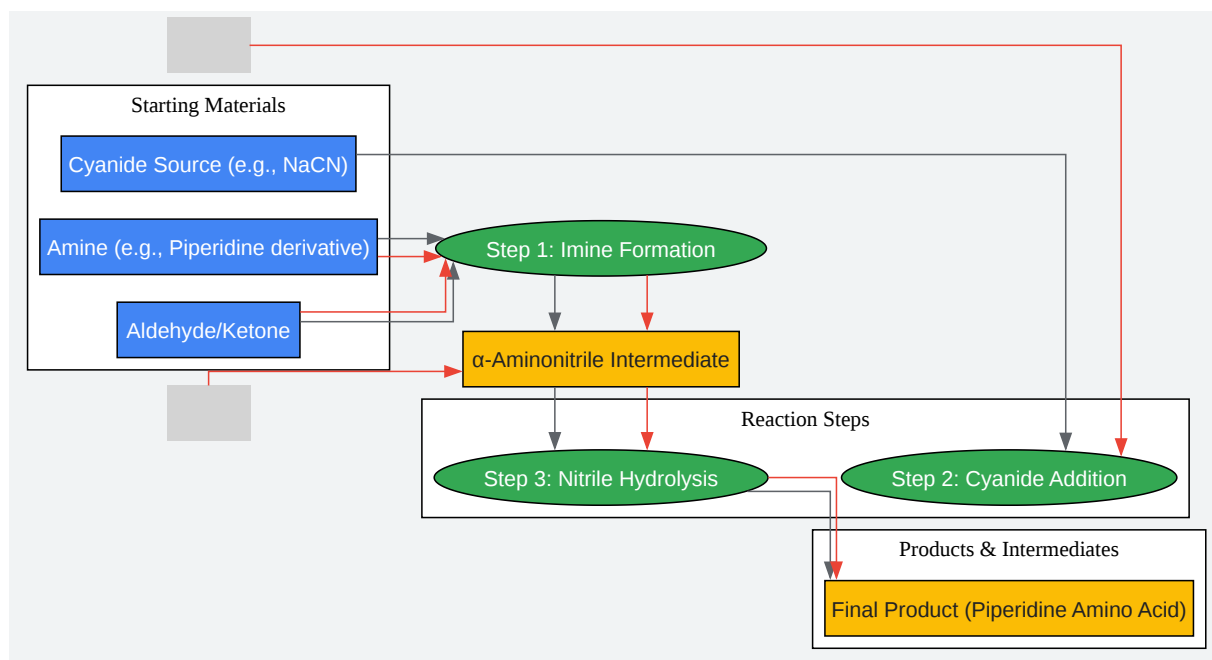 Starting Materials
Cyanide Source (e.g., NaCN)
Amine (e.g., Piperidine derivative)
Step 1: Imine Formation
Aldehyde/Ketone
α-Aminonitrile Intermediate
Reaction Steps
Step 3: Nitrile Hydrolysis
Step 2: Cyanide Addition
Products & Intermediates
Final Product (Piperidine Amino Acid)